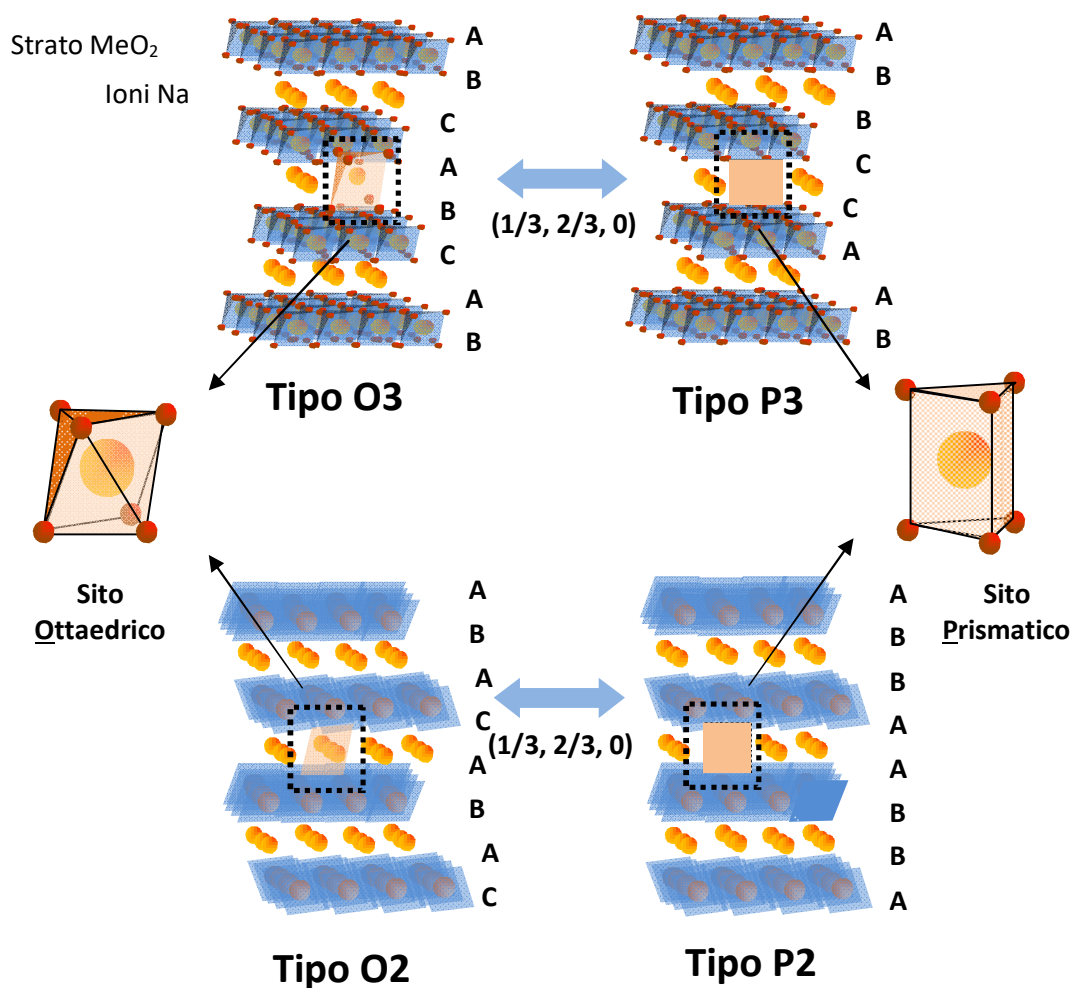 Strato MeO₂
Ioni Na
A
B
C
A
B
C
A
B
(1/3, 2/3, 0)
A
B
B
C
C
A
A
B
Tipo O3
Tipo P3
Sito
Ottaedrico
Sito
Prismatico
A
B
A
C
A
B
A
C
(1/3, 2/3, 0)
A
B
B
A
A
B
B
A
Tipo O2
Tipo P2